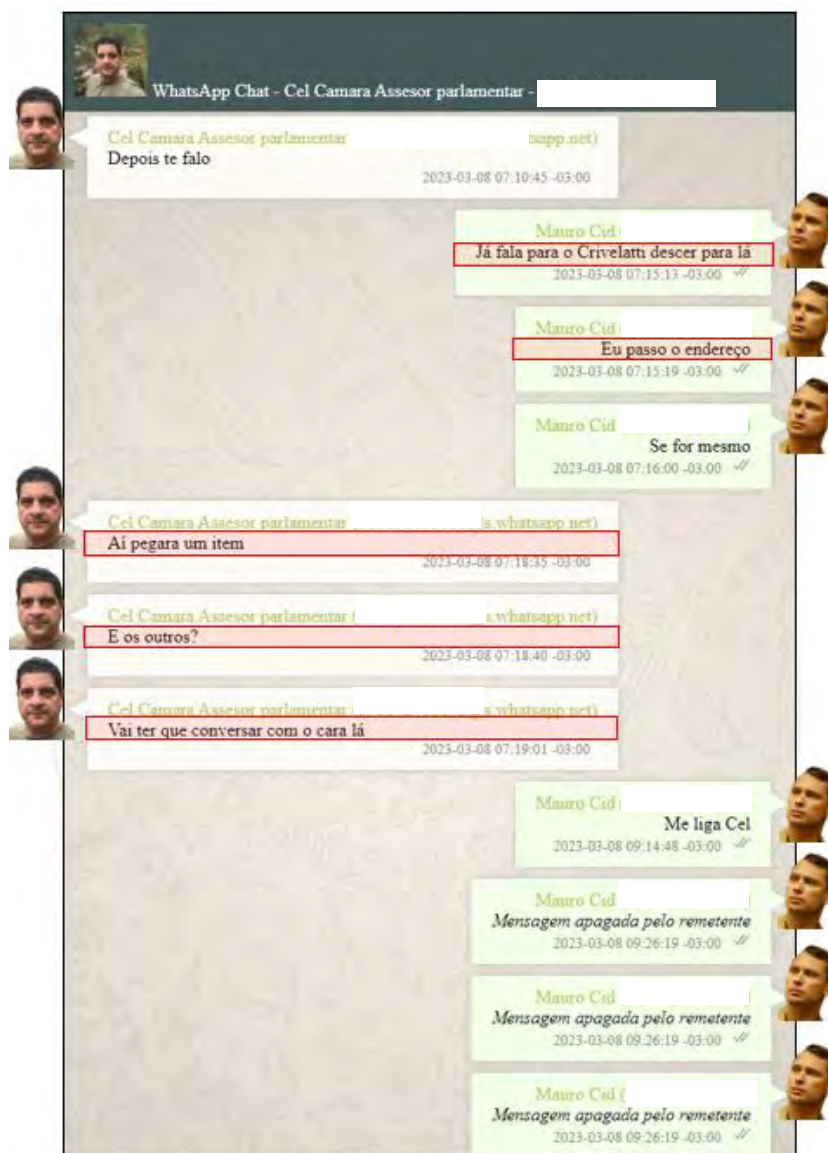 WhatsApp Chat - Cel Camara Assesor parlamentar -
Cel Camara Assesor parlamentar sapp.net)
Depois te falo
2023-03-08 07:10:45 -03:00
Mauro Cid (
Já fala para o Crivelatti descer para lá
2023-03-08 07:15:13 -03:00
Mauro Cid
Eu passo o endereço
2023-03-08 07:15:19 -03:00
Mauro Cid )
Se for mesmo
2023-03-08 07:16:00 -03:00
Cel Camara Assesor parlamentar s.whatsapp.net)
Aí pegara um item
2023-03-08 07:18:35 -03:00
Cel Camara Assesor parlamentar ( s.whatsapp.net)
E os outros?
2023-03-08 07:18:40 -03:00
Cel Camara Assesor parlamentar s.whatsapp.net)
Vai ter que conversar com o cara lá
2023-03-08 07:19:01 -03:00
Mauro Cid (
Me liga Cel
2023-03-08 09:14:48 -03:00
Mauro Cid
Mensagem apagada pelo remetente
2023-03-08 09:26:19 -03:00
Mauro Cid
Mensagem apagada pelo remetente
2023-03-08 09:26:19 -03:00
Mauro Cid (
Mensagem apagada pelo remetente
2023-03-08 09:26:19 -03:00